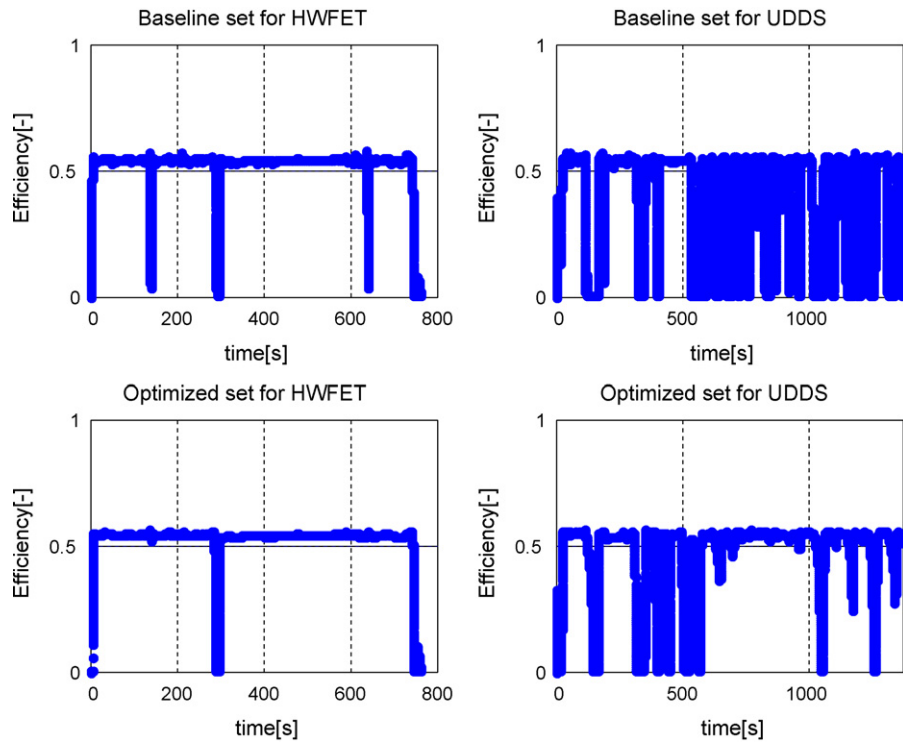 Baseline set for HWFET
Baseline set for UDDS
1
0.5
0
Efficiency[-]
0 200 400 600 800
time[s]
1
0.5
0
Efficiency[-]
0 500 1000
time[s]
Optimized set for HWFET
Optimized set for UDDS
1
0.5
0
Efficiency[-]
0 200 400 600 800
time[s]
1
0.5
0
Efficiency[-]
0 500 1000
time[s]